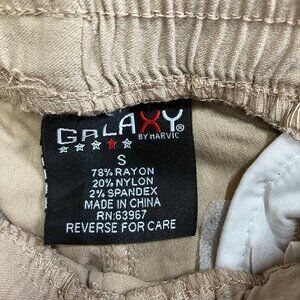 GALAXY®
BY HARVIC
S
78% RAYON
20% NYLON
2% SPANDEX
MADE IN CHINA
RN:63967
REVERSE FOR CARE